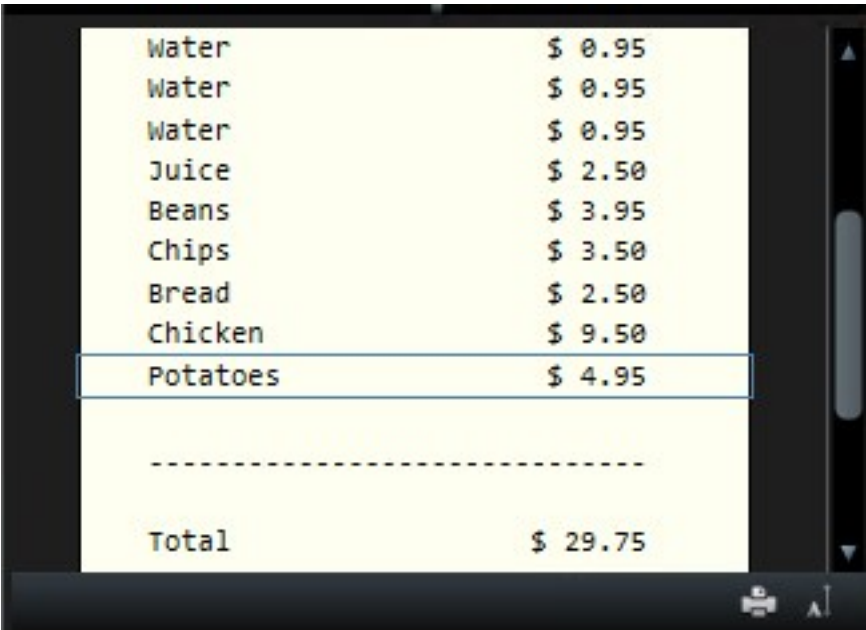 Water $ 0.95
Water $ 0.95
Water $ 0.95
Juice $ 2.50
Beans $ 3.95
Chips $ 3.50
Bread $ 2.50
Chicken $ 9.50
Potatoes $ 4.95
-------------------------------
Total $ 29.75
A